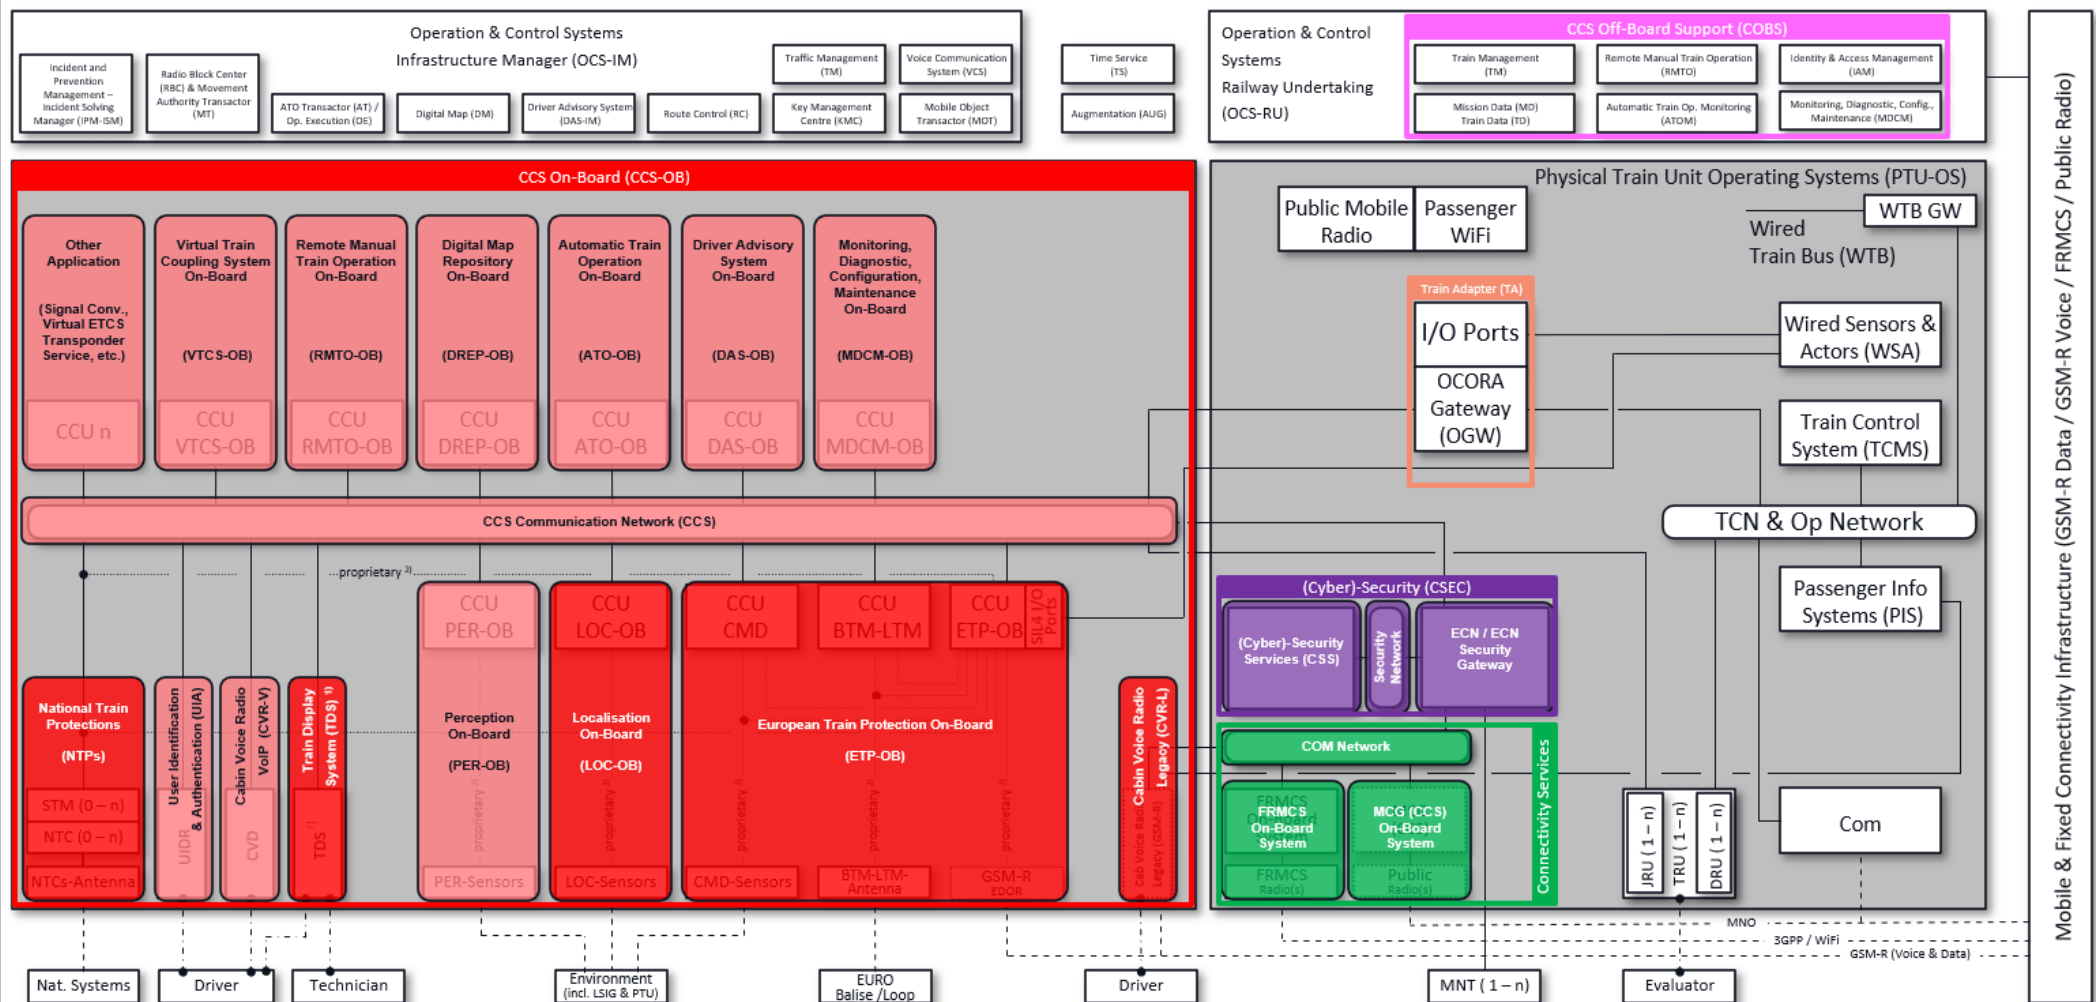 Operation & Control Systems
Infrastructure Manager (OCS-IM)
Incident and
Prevention
Management –
Incident Solving
Manager (IPM-ISM)
Radio Block Center
(RBC) & Movement
Authority Transactor
(MT)
ATO Transactor (AT) /
Op. Execution (OE)
Digital Map (DM)
Driver Advisory System
(DAS-IM)
Route Control (RC)
Traffic Management
(TM)
Key Management
Centre (KMC)
Voice Communication
System (VCS)
Mobile Object
Transactor (MOT)
Time Service
(TS)
Augmentation (AUG)
Operation & Control
Systems
Railway Undertaking
(OCS-RU)
CCS Off-Board Support (COBS)
Train Management
(TM)
Remote Manual Train Operation
(RMTO)
Identity & Access Management
(IAM)
Mission Data (MD)
Train Data (TD)
Automatic Train Op. Monitoring
(ATOM)
Monitoring, Diagnostic, Config.,
Maintenance (MDCM)
Mobile & Fixed Connectivity Infrastructure (GSM-R Data / GSM-R Voice / FRMCS / Public Radio)
CCS On-Board (CCS-OB)
Other
Application
(Signal Conv.,
Virtual ETCS
Transponder
Service, etc.)
CCU n
Virtual Train
Coupling System
On-Board
(VTCS-OB)
CCU
VTCS-OB
Remote Manual
Train Operation
On-Board
(RMTO-OB)
CCU
RMTO-OB
Digital Map
Repository
On-Board
(DREP-OB)
CCU
DREP-OB
Automatic Train
Operation
On-Board
(ATO-OB)
CCU
ATO-OB
Driver Advisory
System
On-Board
(DAS-OB)
CCU
DAS-OB
Monitoring,
Diagnostic,
Configuration,
Maintenance
On-Board
(MDCM-OB)
CCU
MDCM-OB
CCS Communication Network (CCS)
proprietary 2)
National Train
Protections
(NTPs)
STM (0 – n)
NTC (0 – n)
NTCs-Antenna
User Identification
& Authentication (UIA)
UIDR
Cabin Voice Radio
VoIP (CVR-V)
CVD
Train Display
System (TDS) 1)
TDS 1)
CCU
PER-OB
Perception
On-Board
(PER-OB)
proprietary 2)
PER-Sensors
CCU
LOC-OB
Localisation
On-Board
(LOC-OB)
proprietary 2)
LOC-Sensors
CCU
CMD
CCU
BTM-LTM
CCU
ETP-OB
SIL4 I/O
Ports
European Train Protection On-Board
(ETP-OB)
proprietary 2)
proprietary 2)
proprietary 2)
CMD-Sensors
BTM-LTM-
Antenna
GSM-R
EDOR
Cabin Voice Radio
Legacy (CVR-L)
Cab Voice Rad
Legacy (GSM-R)
Physical Train Unit Operating Systems (PTU-OS)
Public Mobile
Radio
Passenger
WiFi
WTB GW
Wired
Train Bus (WTB)
Train Adapter (TA)
I/O Ports
OCORA
Gateway
(OGW)
Wired Sensors &
Actors (WSA)
Train Control
System (TCMS)
TCN & Op Network
Passenger Info
Systems (PIS)
(Cyber)-Security (CSEC)
(Cyber)-Security
Services (CSS)
Security
Network
ECN / ECN
Security
Gateway
COM Network
FRMCS
On-Board
System
FRMCS
Radio(s)
MCG (CCS)
On-Board
System
Public
Radio(s)
Connectivity Services
JRU ( 1 – n)
TRU ( 1 – n)
DRU ( 1 – n)
Com
MNO
3GPP / WiFi
GSM-R (Voice & Data)
Nat. Systems
Driver
Technician
Environment
(incl. LSIG & PTU)
EURO
Balise /Loop
Driver
MNT ( 1 – n)
Evaluator